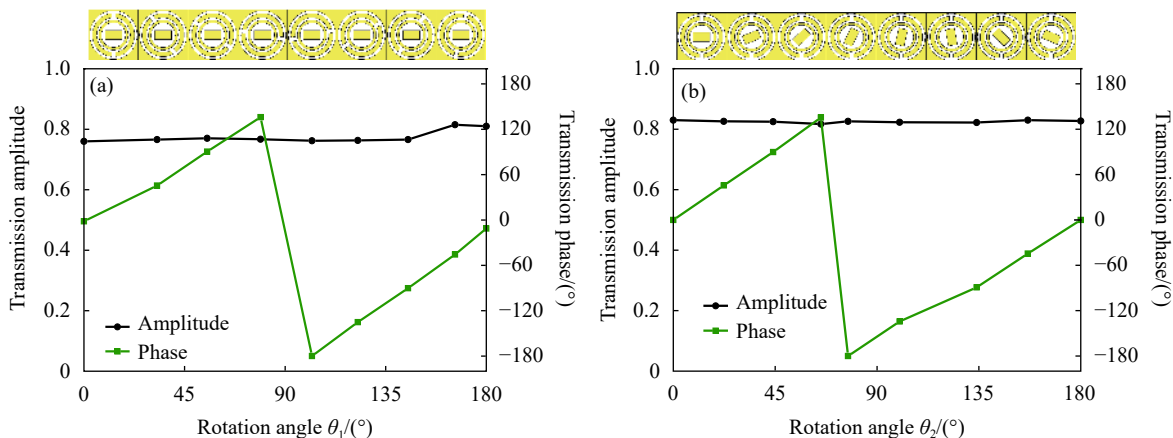 (a)
1.0
0.8
0.6
0.4
0.2
0
Transmission amplitude
180
120
60
0
−60
−120
−180
Transmission phase/(°)
Amplitude
Phase
0 45 90 135 180
Rotation angle θ1/(°)
(b)
1.0
0.8
0.6
0.4
0.2
0
Transmission amplitude
180
120
60
0
−60
−120
−180
Transmission phase/(°)
Amplitude
Phase
0 45 90 135 180
Rotation angle θ2/(°)